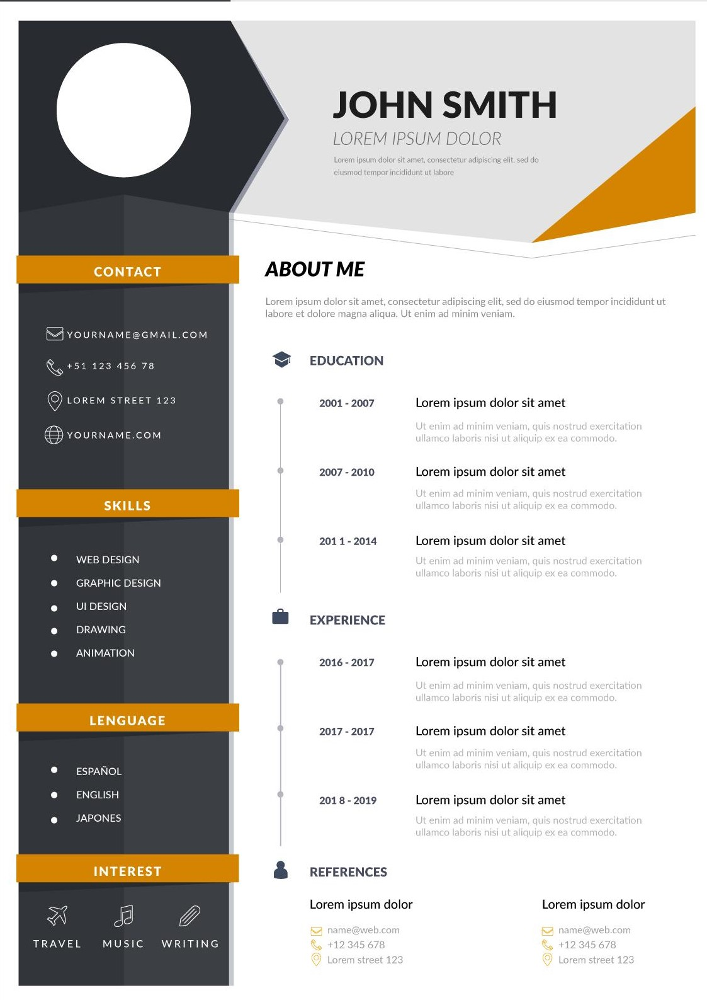 JOHN SMITH
LOREM IPSUM DOLOR
Lorem ipsum dolor sit amet, consectetur adipiscing elit, sed do
eiusmod tempor incididunt ut labore
CONTACT
YOURNAME@GMAIL.COM
+51 123 456 78
LOREM STREET 123
YOURNAME.COM
SKILLS
WEB DESIGN
GRAPHIC DESIGN
UI DESIGN
DRAWING
ANIMATION
LENGUAGE
ESPAÑOL
ENGLISH
JAPONES
INTEREST
TRAVEL MUSIC WRITING
ABOUT ME
Lorem ipsum dolor sit amet, consectetur adipiscing elit, sed do eiusmod tempor incididunt ut
labore et dolore magna aliqua. Ut enim ad minim veniam.
EDUCATION
2001 - 2007 Lorem ipsum dolor sit amet
Ut enim ad minim veniam, quis nostrud exercitation
ullamco laboris nisi ut aliquip ex ea commodo.
2007 - 2010 Lorem ipsum dolor sit amet
Ut enim ad minim veniam, quis nostrud exercitation
ullamco laboris nisi ut aliquip ex ea commodo.
201 1 - 2014 Lorem ipsum dolor sit amet
Ut enim ad minim veniam, quis nostrud exercitation
ullamco laboris nisi ut aliquip ex ea commodo.
EXPERIENCE
2016 - 2017 Lorem ipsum dolor sit amet
Ut enim ad minim veniam, quis nostrud exercitation
ullamco laboris nisi ut aliquip ex ea commodo.
2017 - 2017 Lorem ipsum dolor sit amet
Ut enim ad minim veniam, quis nostrud exercitation
ullamco laboris nisi ut aliquip ex ea commodo.
201 8 - 2019 Lorem ipsum dolor sit amet
Ut enim ad minim veniam, quis nostrud exercitation
ullamco laboris nisi ut aliquip ex ea commodo.
REFERENCES
Lorem ipsum dolor
name@web.com
+12 345 678
Lorem street 123
Lorem ipsum dolor
name@web.com
+12 345 678
Lorem street 123